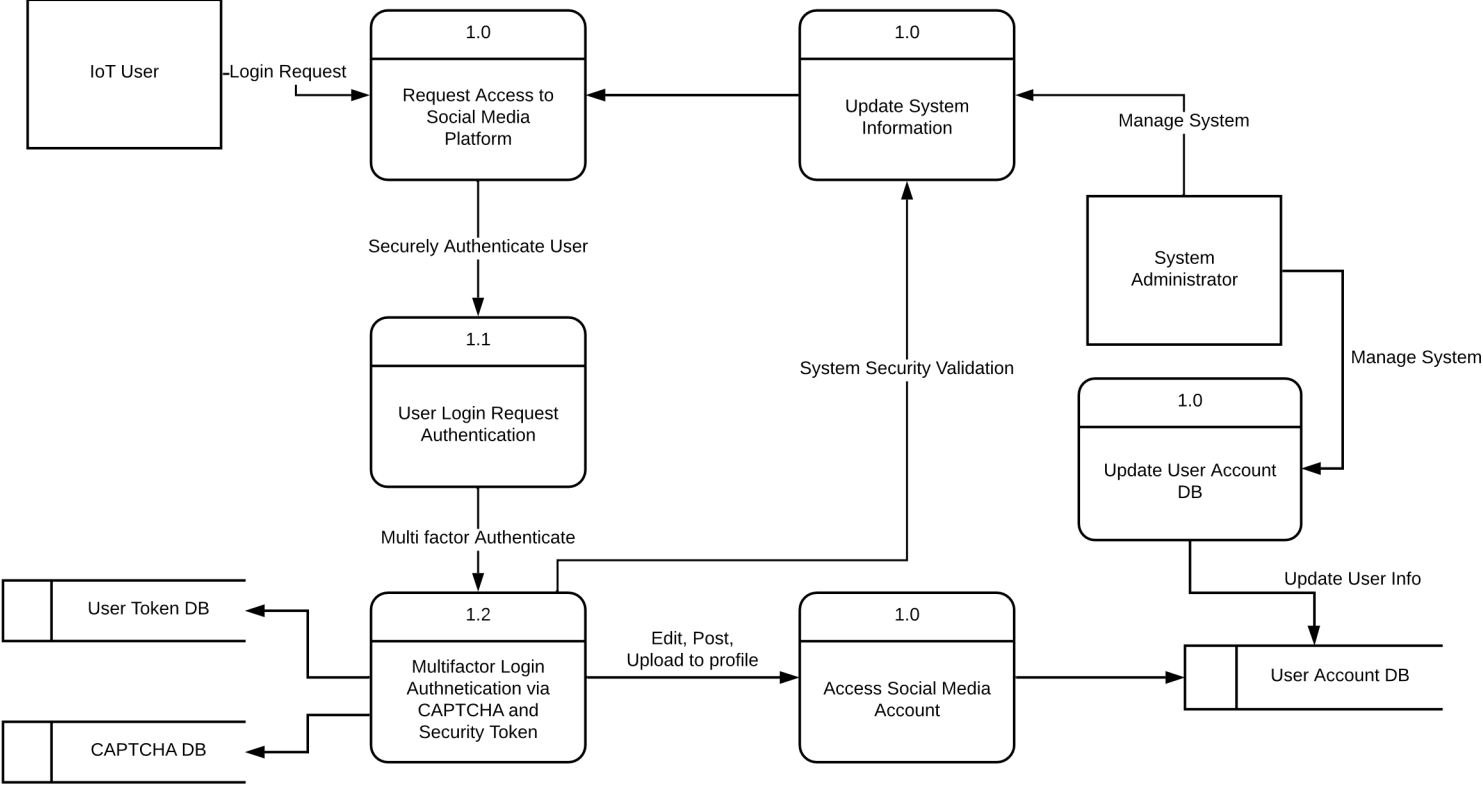 IoT User
Login Request
1.0
Request Access to
Social Media
Platform
1.0
Update System
Information
Manage System
System
Administrator
Manage System
Securely Authenticate User
1.1
User Login Request
Authentication
System Security Validation
1.0
Update User Account
DB
Multi factor Authenticate
Update User Info
User Token DB
CAPTCHA DB
1.2
Multifactor Login
Authnetication via
CAPTCHA and
Security Token
Edit, Post,
Upload to profile
1.0
Access Social Media
Account
User Account DB